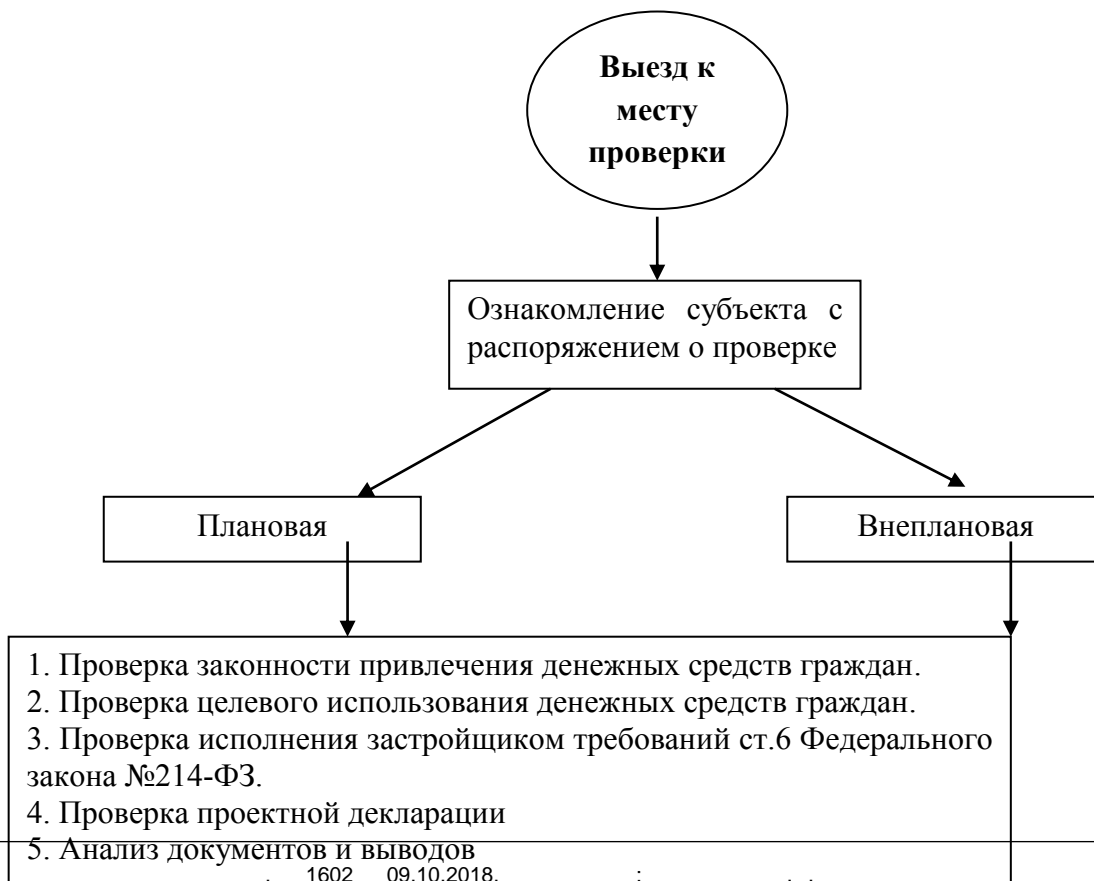 Выезд к
месту
проверки
Ознакомление субъекта с
распоряжением о проверке
Плановая
Внеплановая
1. Проверка законности привлечения денежных средств граждан.
2. Проверка целевого использования денежных средств граждан.
3. Проверка исполнения застройщиком требований ст.6 Федерального
закона №214-ФЗ.
4. Проверка проектной декларации
5. Анализ документов и выводов
. 1602 09.10.2018. : . .